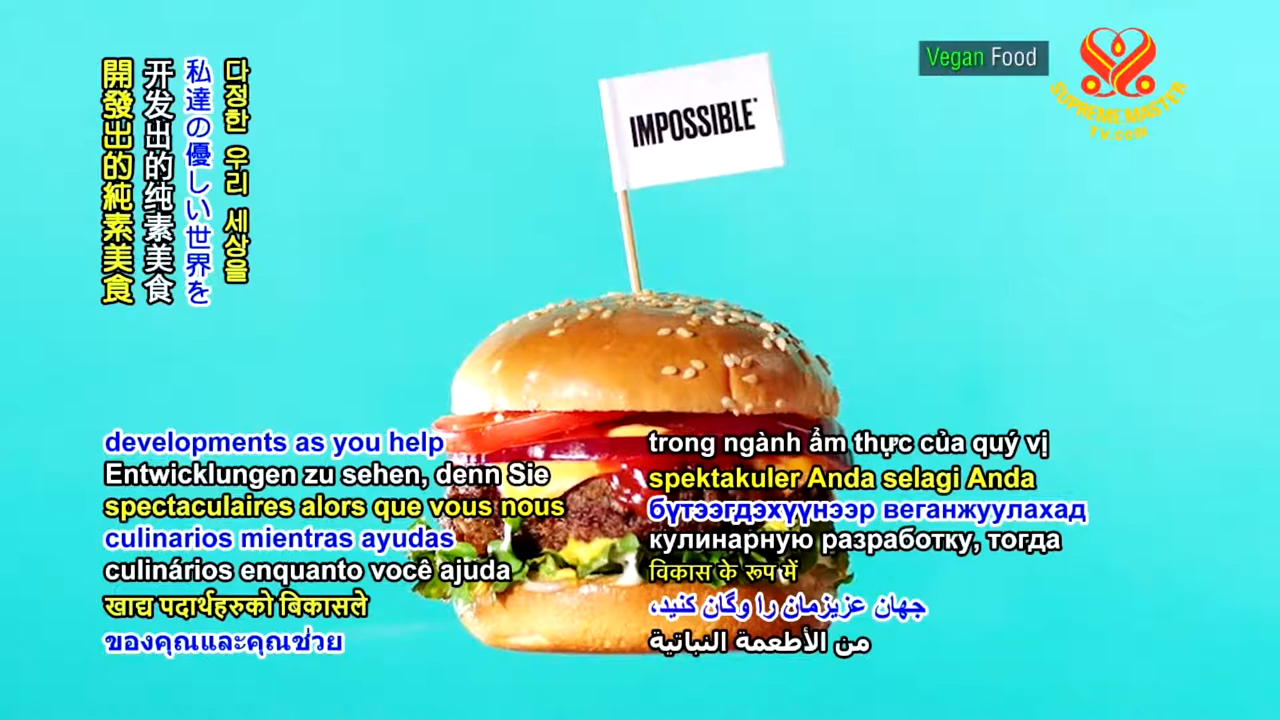 Vegan Food
SUPREME MASTER
TV.com
IMPOSSIBLE
開發出的純素美食
开发出的纯素美食
私達の優しい世界を
다정한 우리 세상을
developments as you help
Entwicklungen zu sehen, denn Sie
spectaculaires alors que vous nous
culinarios mientras ayudas
culinários enquanto você ajuda
खाद्य पदार्थहरुको बिकासले
ของคุณและคุณช่วย
trong ngành ẩm thực của quý vị
spektakuler Anda selagi Anda
бүтээгдэхүүнээр веганжуулахад
кулинарную разработку, тогда
विकास के रूप में
جهان عزیزمان را وگان کنید،
من الأطعمة النباتية